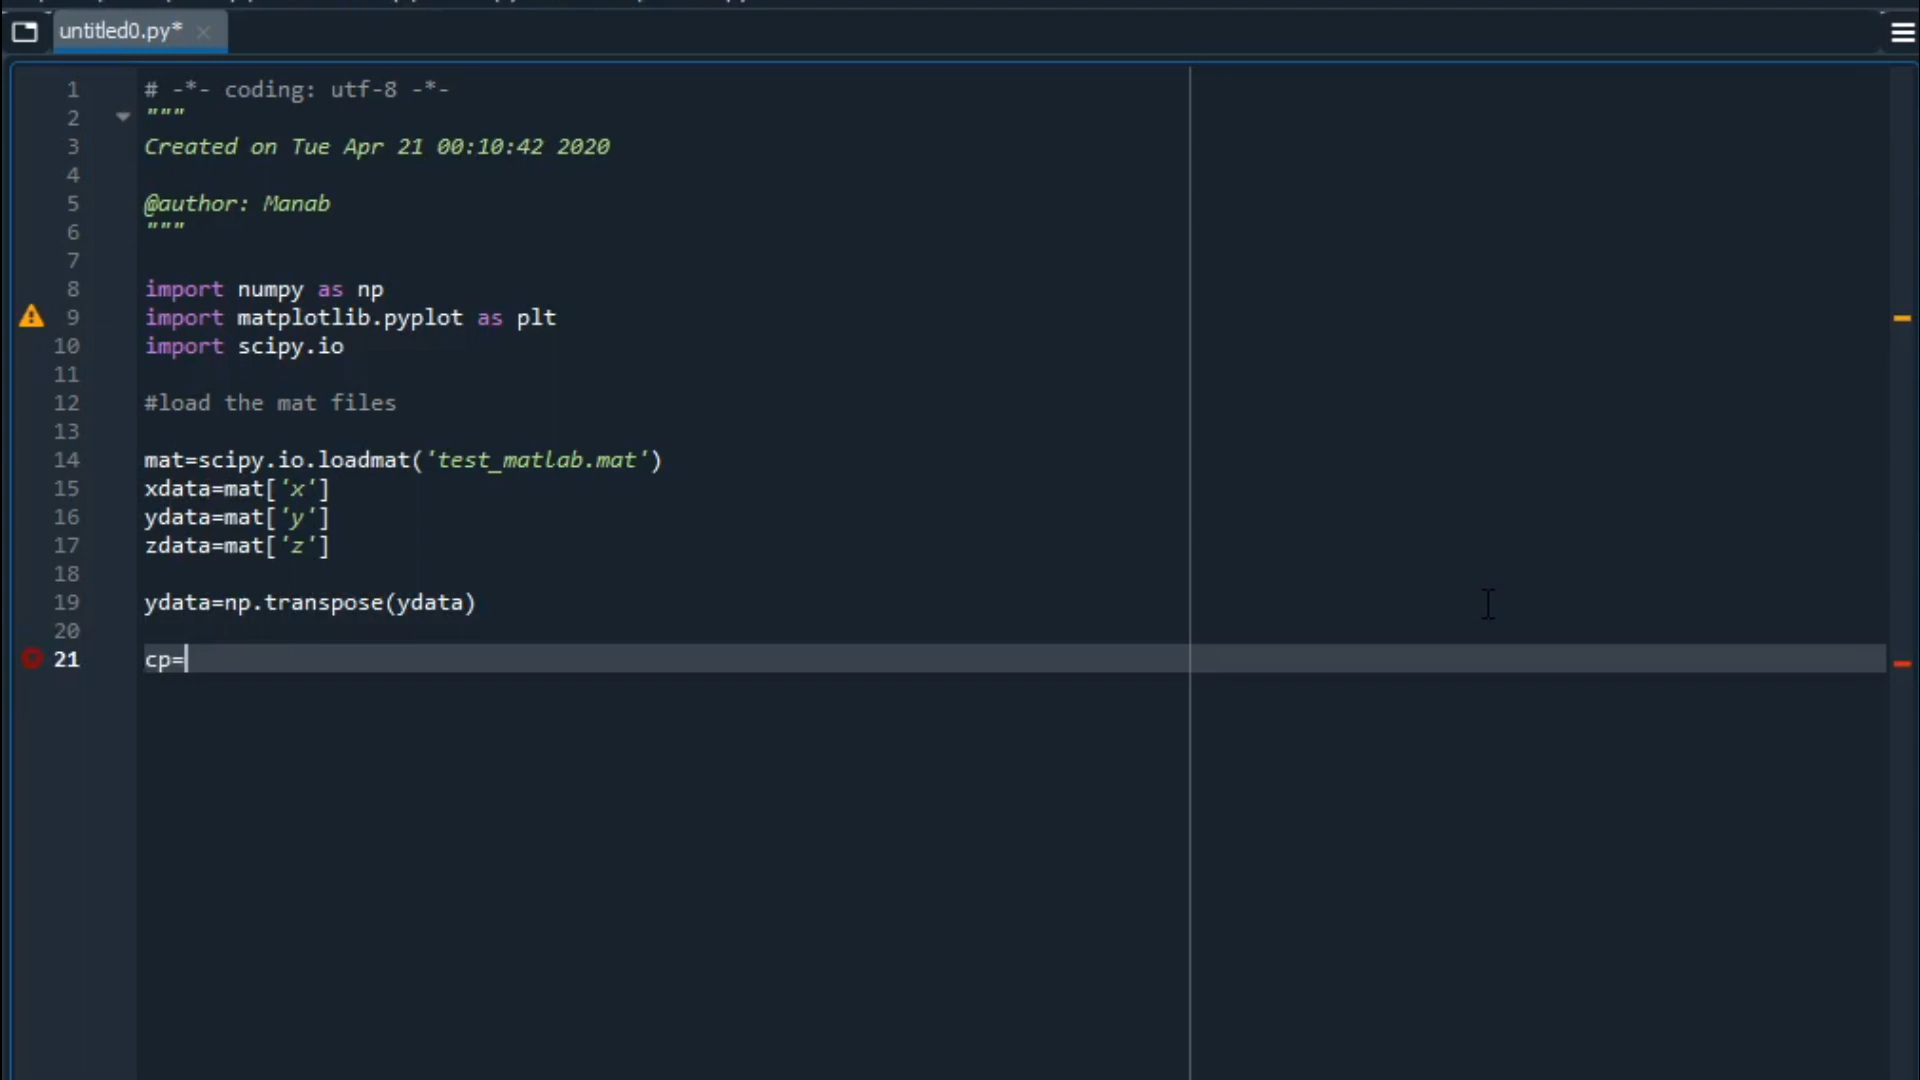 untitled0.py*
1 # -*- coding: utf-8 -*-
2 """
3 Created on Tue Apr 21 00:10:42 2020
4
5 @author: Manab
6 """
7
8 import numpy as np
9 import matplotlib.pyplot as plt
10 import scipy.io
11
12 #load the mat files
13
14 mat=scipy.io.loadmat('test_matlab.mat')
15 xdata=mat['x']
16 ydata=mat['y']
17 zdata=mat['z']
18
19 ydata=np.transpose(ydata)
20
21 cp=